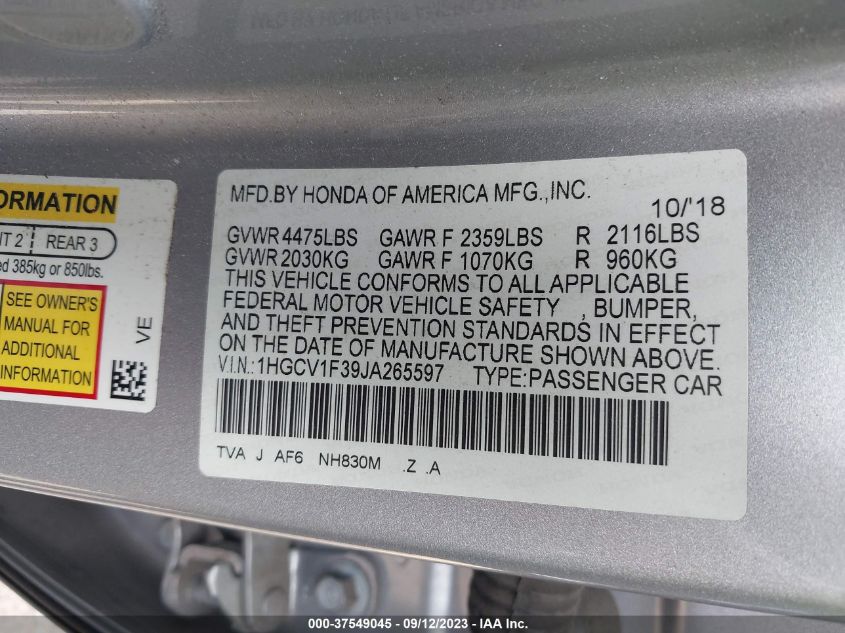 ORMATION
IT 2 REAR 3
ed 385kg or 850lbs.
SEE OWNER'S
MANUAL FOR
ADDITIONAL
INFORMATION
VE
MFD.BY HONDA OF AMERICA MFG.,INC.
10/'18
GVWR 4475LBS GAWR F 2359LBS R 2116LBS
GVWR 2030KG GAWR F 1070KG R 960KG
THIS VEHICLE CONFORMS TO ALL APPLICABLE
FEDERAL MOTOR VEHICLE SAFETY , BUMPER,
AND THEFT PREVENTION STANDARDS IN EFFECT
ON THE DATE OF MANUFACTURE SHOWN ABOVE.
V.I.N.:1HGCV1F39JA265597 TYPE:PASSENGER CAR
TVA J AF6 NH830M .Z .A
000-37549045 - 09/12/2023 - IAA, Inc.